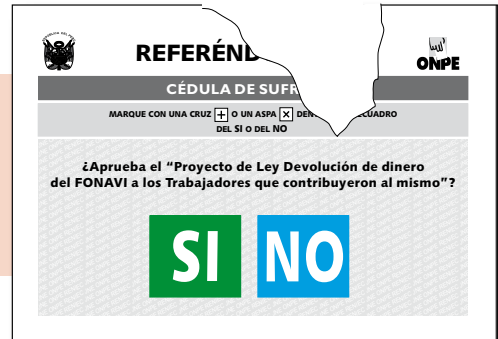 REFERÉND
ONPE
CÉDULA DE SUFR
MARQUE CON UNA CRUZ + O UN ASPA X DEN ECUADRO
DEL SI O DEL NO
¿Aprueba el “Proyecto de Ley Devolución de dinero
del FONAVI a los Trabajadores que contribuyeron al mismo”?
SI NO